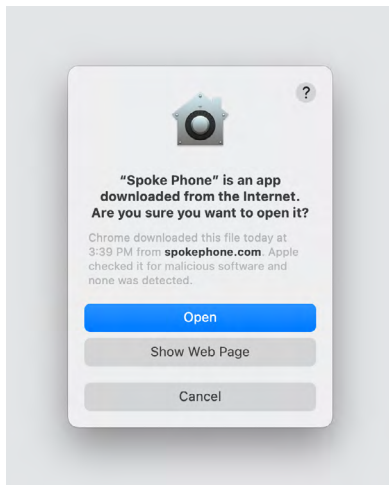 ?
“Spoke Phone” is an app
downloaded from the Internet.
Are you sure you want to open it?
Chrome downloaded this file today at
3:39 PM from spokephone.com. Apple
checked it for malicious software and
none was detected.
Open
Show Web Page
Cancel